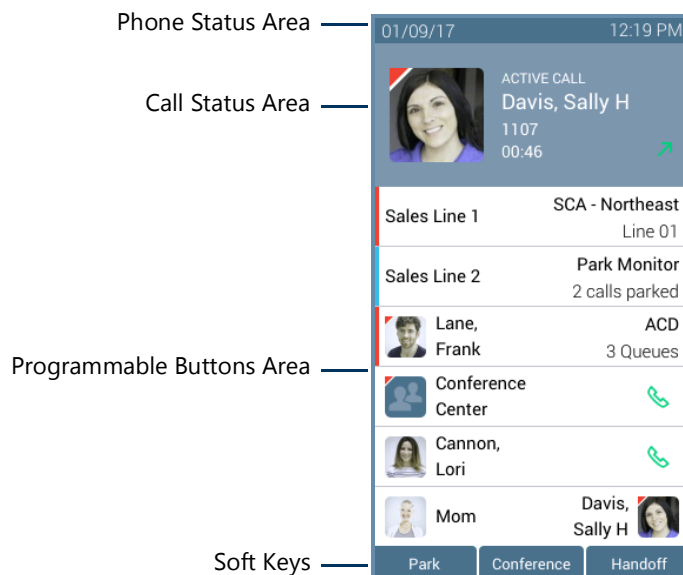 Phone Status Area
01/09/17 12:19 PM
Call Status Area
ACTIVE CALL
Davis, Sally H
1107
00:46
Sales Line 1
SCA - Northeast
Line 01
Sales Line 2
Park Monitor
2 calls parked
Programmable Buttons Area
Lane,
Frank
ACD
3 Queues
Conference
Center
Cannon,
Lori
Mom
Davis,
Sally H
Soft Keys
Park Conference Handoff